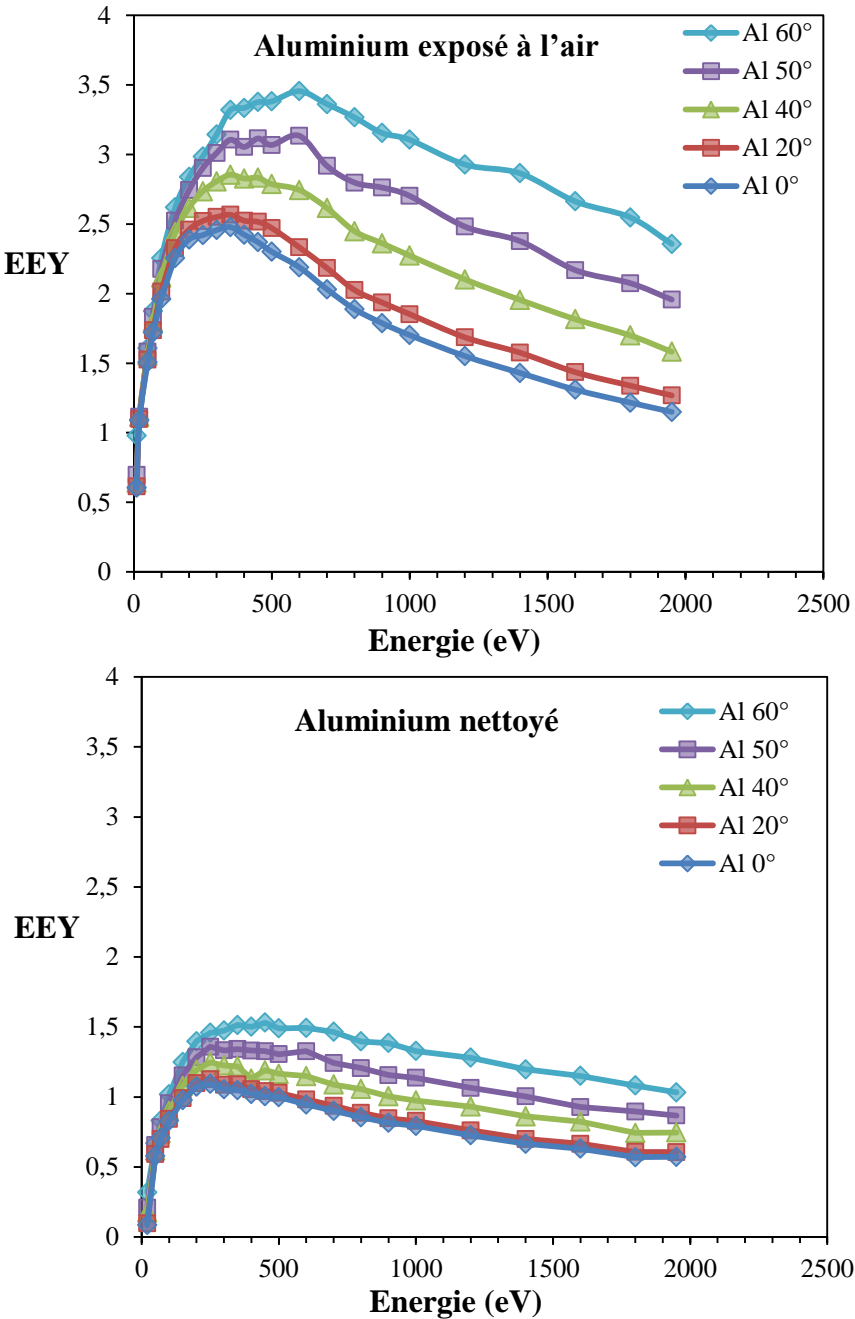 4
Aluminium exposé à l’air
Al 60°
3,5
Al 50°
3
Al 40°
Al 20°
2,5
Al 0°
EEY
2
1,5
1
0,5
0
0 500 1000 1500 2000 2500
Energie (eV)
4
Aluminium nettoyé
Al 60°
3,5
Al 50°
3
Al 40°
Al 20°
2,5
Al 0°
EEY
2
1,5
1
0,5
0
0 500 1000 1500 2000 2500
Energie (eV)